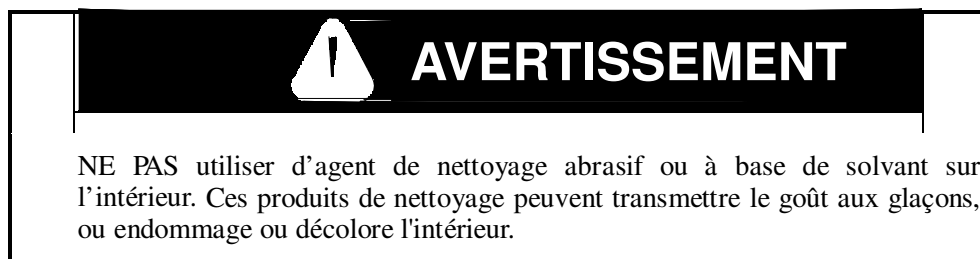 AVERTISSEMENT
NE PAS utiliser d’agent de nettoyage abrasif ou à base de solvant sur
l’intérieur. Ces produits de nettoyage peuvent transmettre le goût aux glaçons,
ou endommage ou décolore l'intérieur.